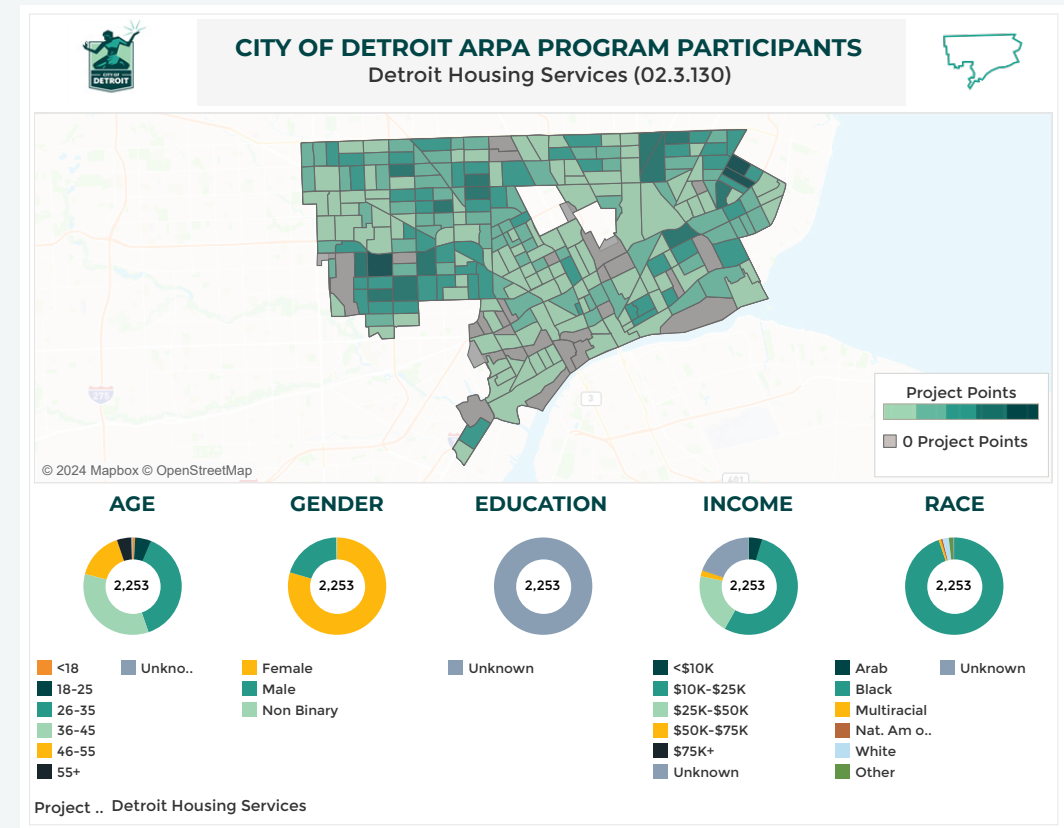 CITY OF DETROIT
CITY OF DETROIT ARPA PROGRAM PARTICIPANTS
Detroit Housing Services (02.3.130)
275
3
401
Project Points
0 Project Points
© 2024 Mapbox © OpenStreetMap
AGE
GENDER
EDUCATION
INCOME
RACE
2,253
2,253
2,253
2,253
2,253
<18
Unkno..
18-25
26-35
36-45
46-55
55+
Female
Male
Non Binary
Unknown
<$10K
$10K-$25K
$25K-$50K
$50K-$75K
$75K+
Unknown
Arab
Unknown
Black
Multiracial
Nat. Am o..
White
Other
Project .. Detroit Housing Services